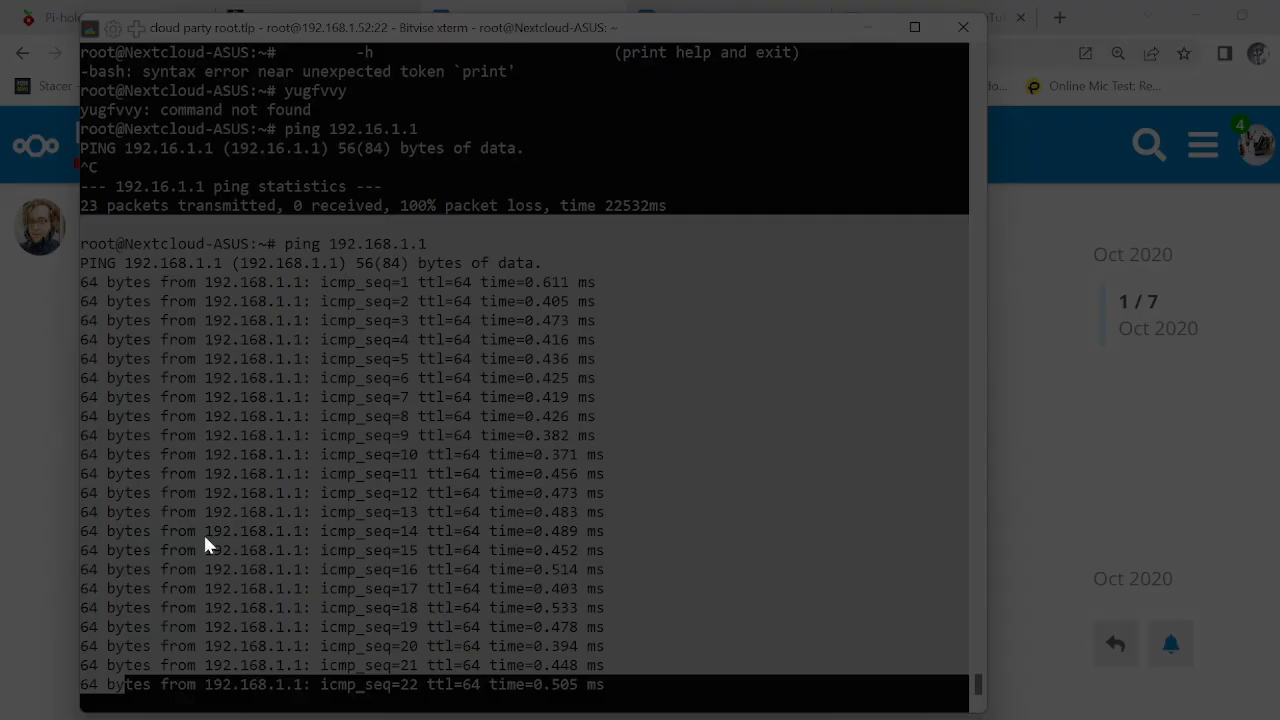 Pi-hole
cloud party root.tlp - root@192.168.1.52:22 - Bitvise xterm - root@Nextcloud-ASUS: ~
Stacer
Online Mic Test: Re...
root@Nextcloud-ASUS:~#         -h                           (print help and exit)
-bash: syntax error near unexpected token `print'
root@Nextcloud-ASUS:~# yugfvvy
yugfvvy: command not found
root@Nextcloud-ASUS:~# ping 192.16.1.1
PING 192.16.1.1 (192.16.1.1) 56(84) bytes of data.
^C
--- 192.16.1.1 ping statistics ---
23 packets transmitted, 0 received, 100% packet loss, time 22532ms
root@Nextcloud-ASUS:~# ping 192.168.1.1
PING 192.168.1.1 (192.168.1.1) 56(84) bytes of data.
64 bytes from 192.168.1.1: icmp_seq=1 ttl=64 time=0.611 ms
64 bytes from 192.168.1.1: icmp_seq=2 ttl=64 time=0.405 ms
64 bytes from 192.168.1.1: icmp_seq=3 ttl=64 time=0.473 ms
64 bytes from 192.168.1.1: icmp_seq=4 ttl=64 time=0.416 ms
64 bytes from 192.168.1.1: icmp_seq=5 ttl=64 time=0.436 ms
64 bytes from 192.168.1.1: icmp_seq=6 ttl=64 time=0.425 ms
64 bytes from 192.168.1.1: icmp_seq=7 ttl=64 time=0.419 ms
64 bytes from 192.168.1.1: icmp_seq=8 ttl=64 time=0.426 ms
64 bytes from 192.168.1.1: icmp_seq=9 ttl=64 time=0.382 ms
64 bytes from 192.168.1.1: icmp_seq=10 ttl=64 time=0.371 ms
64 bytes from 192.168.1.1: icmp_seq=11 ttl=64 time=0.456 ms
64 bytes from 192.168.1.1: icmp_seq=12 ttl=64 time=0.473 ms
64 bytes from 192.168.1.1: icmp_seq=13 ttl=64 time=0.483 ms
64 bytes from 192.168.1.1: icmp_seq=14 ttl=64 time=0.489 ms
64 bytes from 192.168.1.1: icmp_seq=15 ttl=64 time=0.452 ms
64 bytes from 192.168.1.1: icmp_seq=16 ttl=64 time=0.514 ms
64 bytes from 192.168.1.1: icmp_seq=17 ttl=64 time=0.403 ms
64 bytes from 192.168.1.1: icmp_seq=18 ttl=64 time=0.533 ms
64 bytes from 192.168.1.1: icmp_seq=19 ttl=64 time=0.478 ms
64 bytes from 192.168.1.1: icmp_seq=20 ttl=64 time=0.394 ms
64 bytes from 192.168.1.1: icmp_seq=21 ttl=64 time=0.448 ms
64 bytes from 192.168.1.1: icmp_seq=22 ttl=64 time=0.505 ms
4
Oct 2020
1 / 7
Oct 2020
Oct 2020